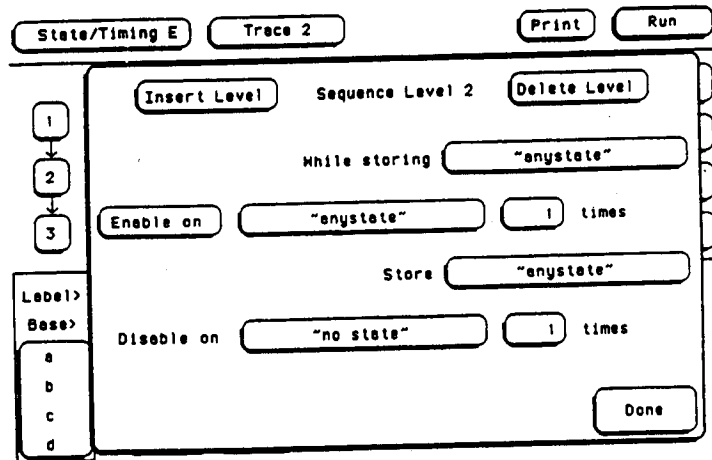 State/Timing E Trace 2 Print Run
Insert Level Sequence Level 2 Delete Level
1
While storing "anystate"
2
Enable on "anystate" 1 times
3
Store "anystate"
Label>
Base>
Disable on "no state" 1 times
a
b
c
d
Done